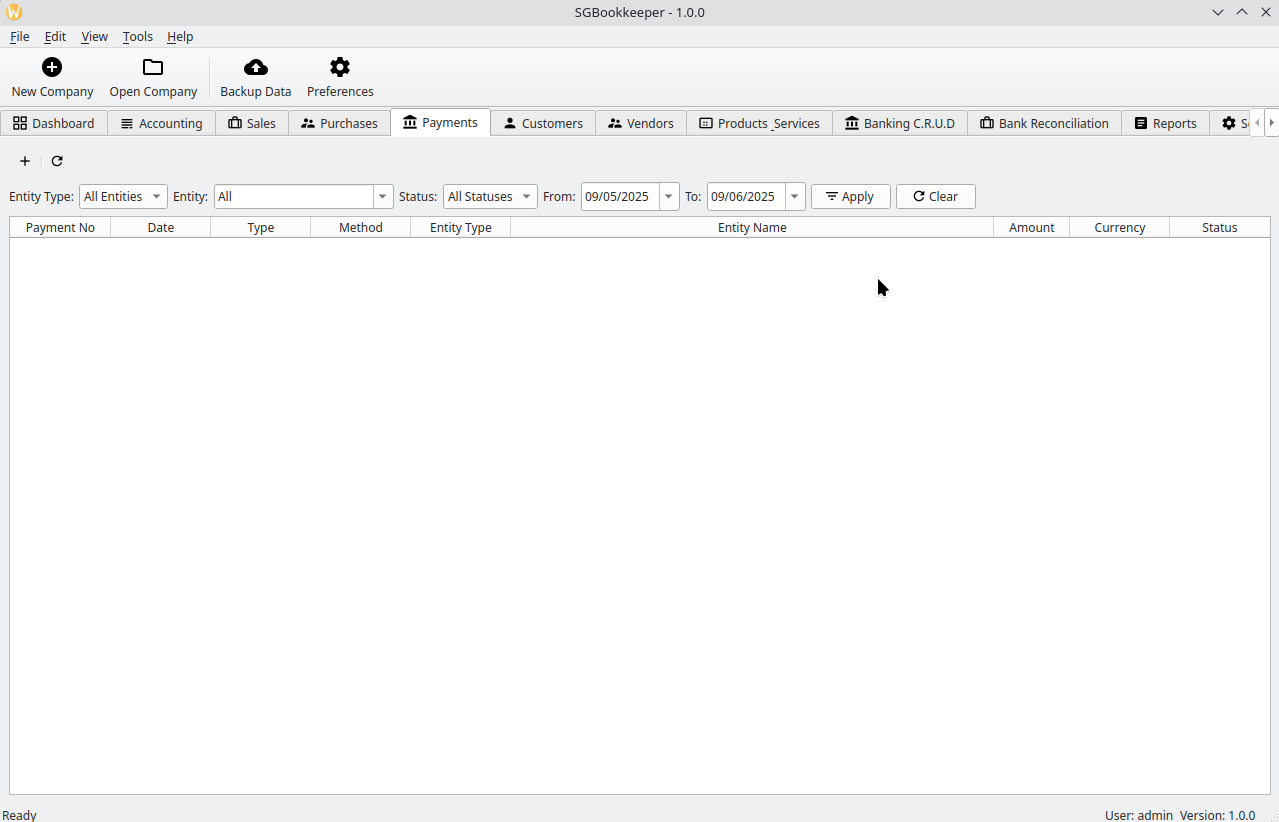 SGBookkeeper - 1.0.0
File Edit View Tools Help
New Company Open Company Backup Data Preferences
Dashboard Accounting Sales Purchases Payments Customers Vendors Products _Services Banking C.R.U.D Bank Reconciliation Reports
Entity Type: All Entities Entity: All Status: All Statuses From: 09/05/2025 To: 09/06/2025 Apply Clear
Payment No Date Type Method Entity Type Entity Name Amount Currency Status
Ready User: admin Version: 1.0.0